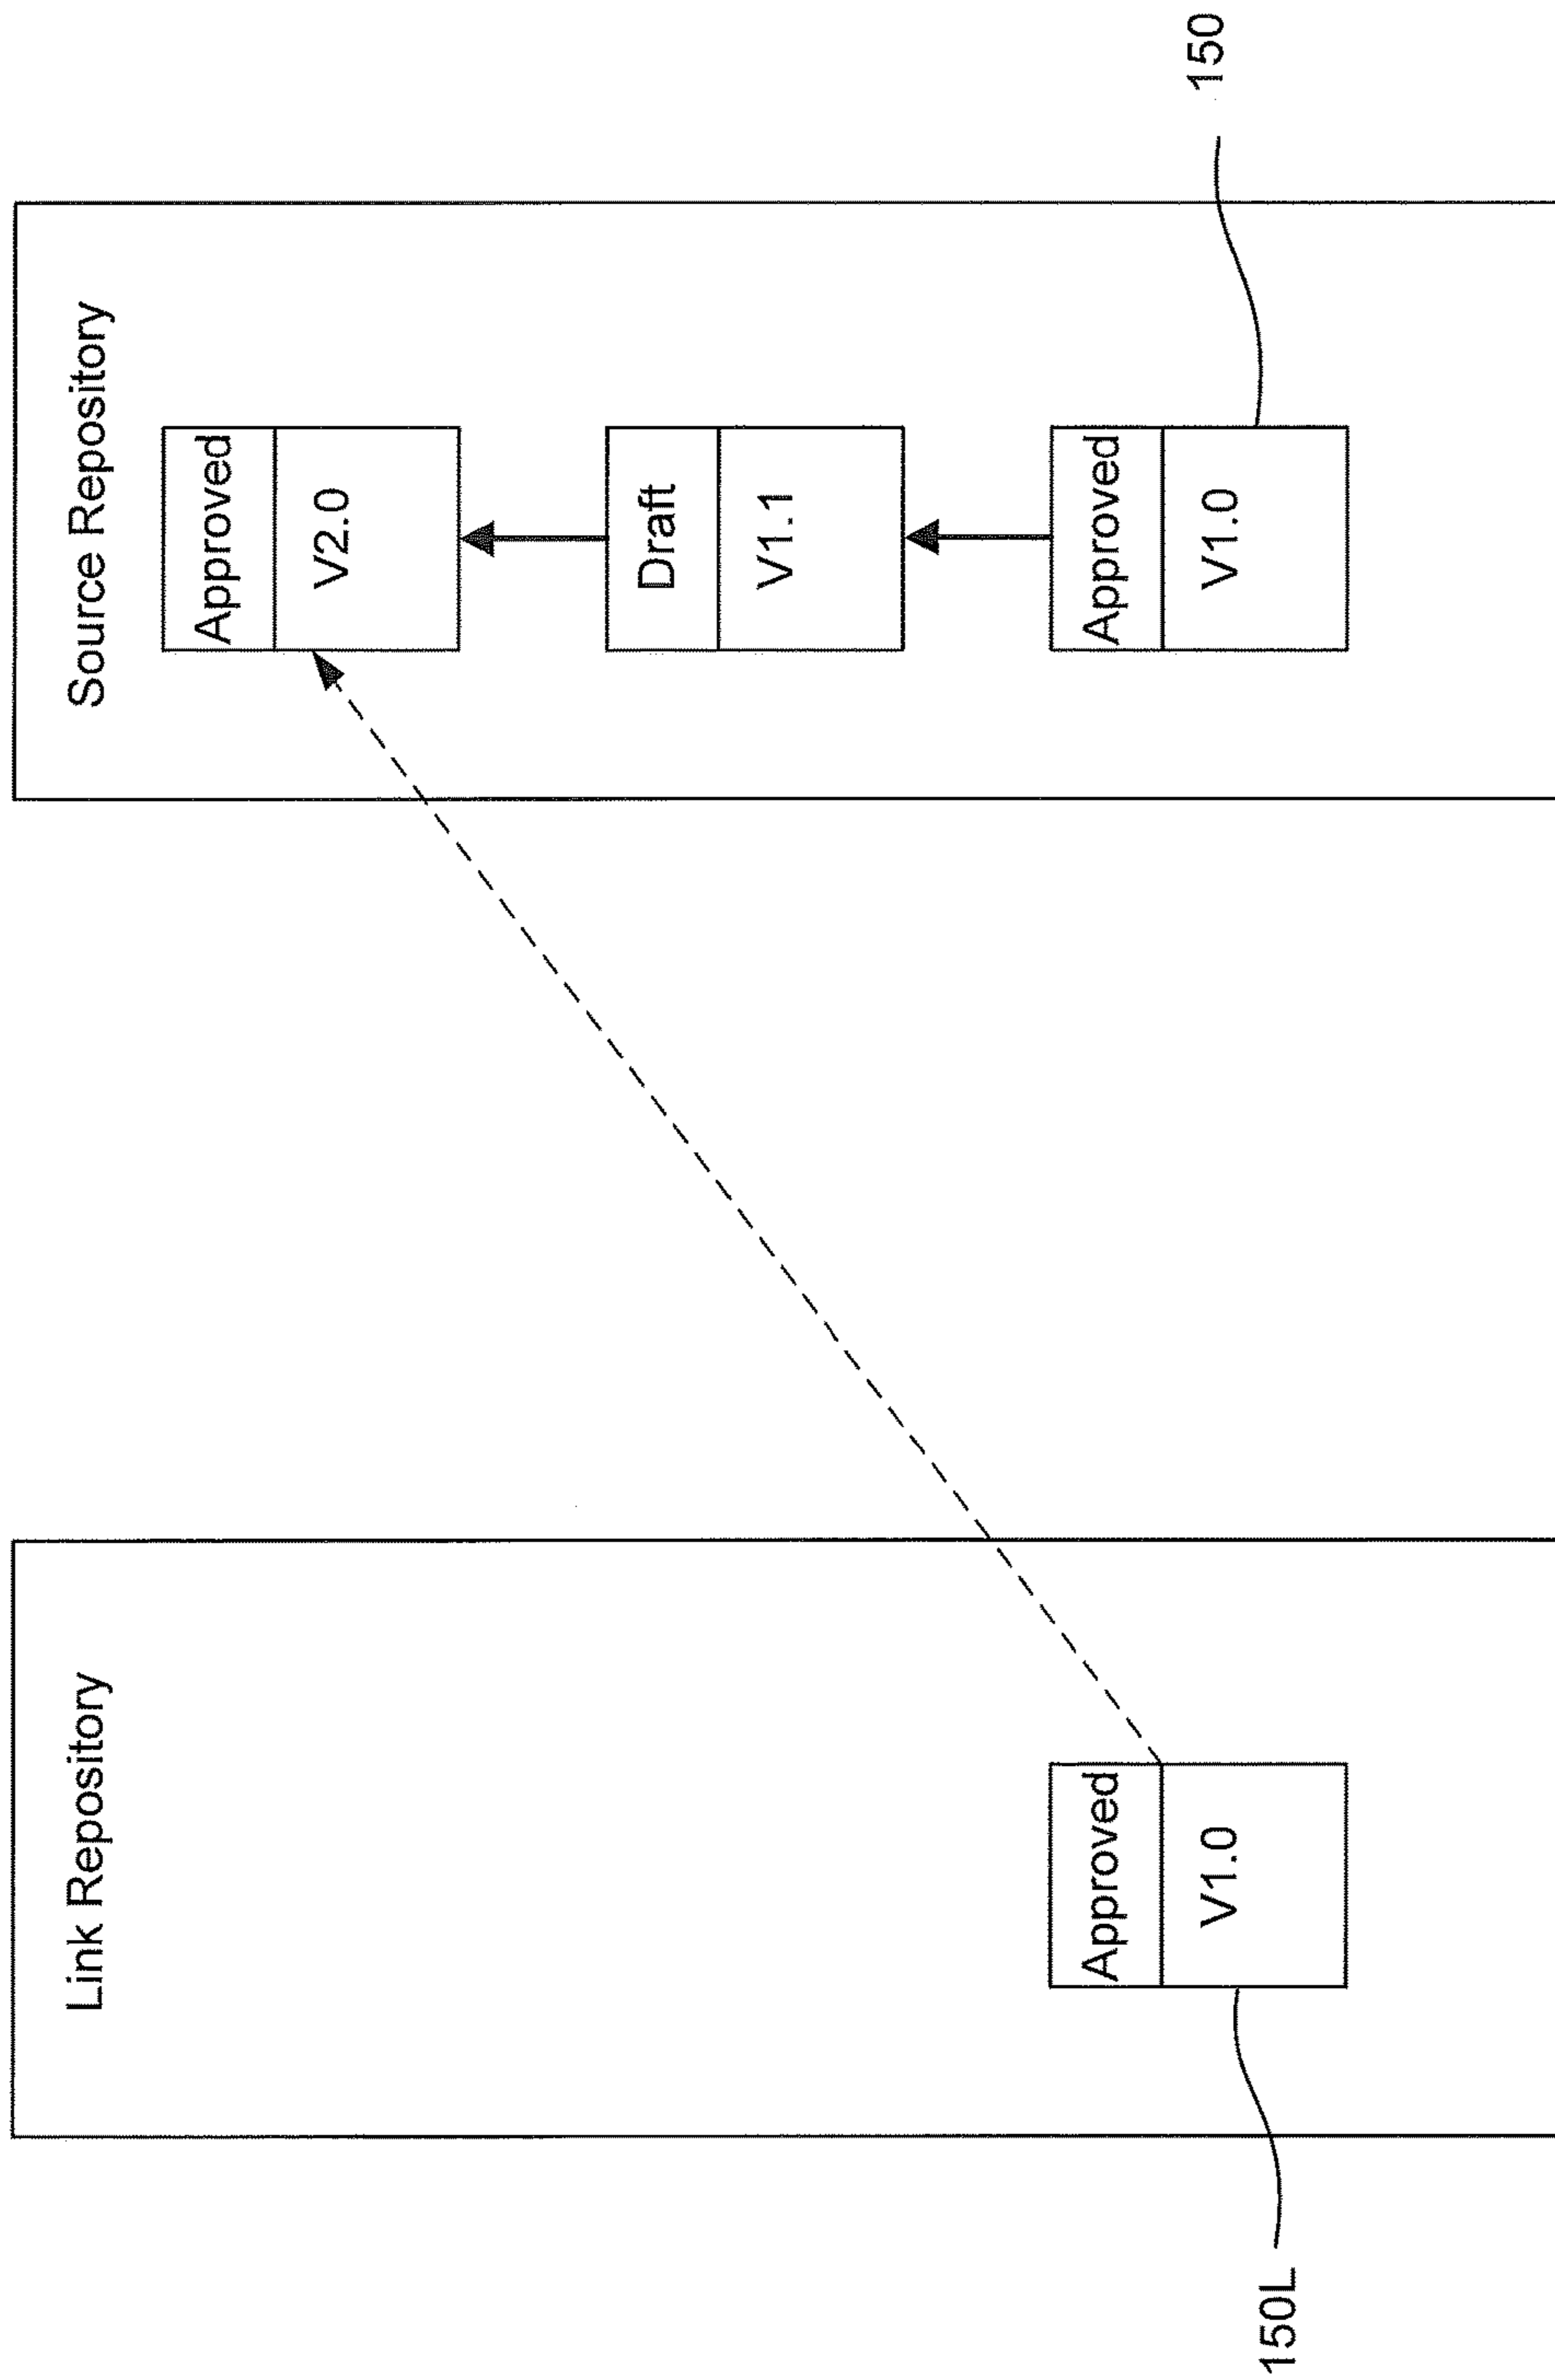 Link Repository
Approved
V1.0
150L
Source Repository
Approved
V2.0
Draft
V1.1
Approved
V1.0
150